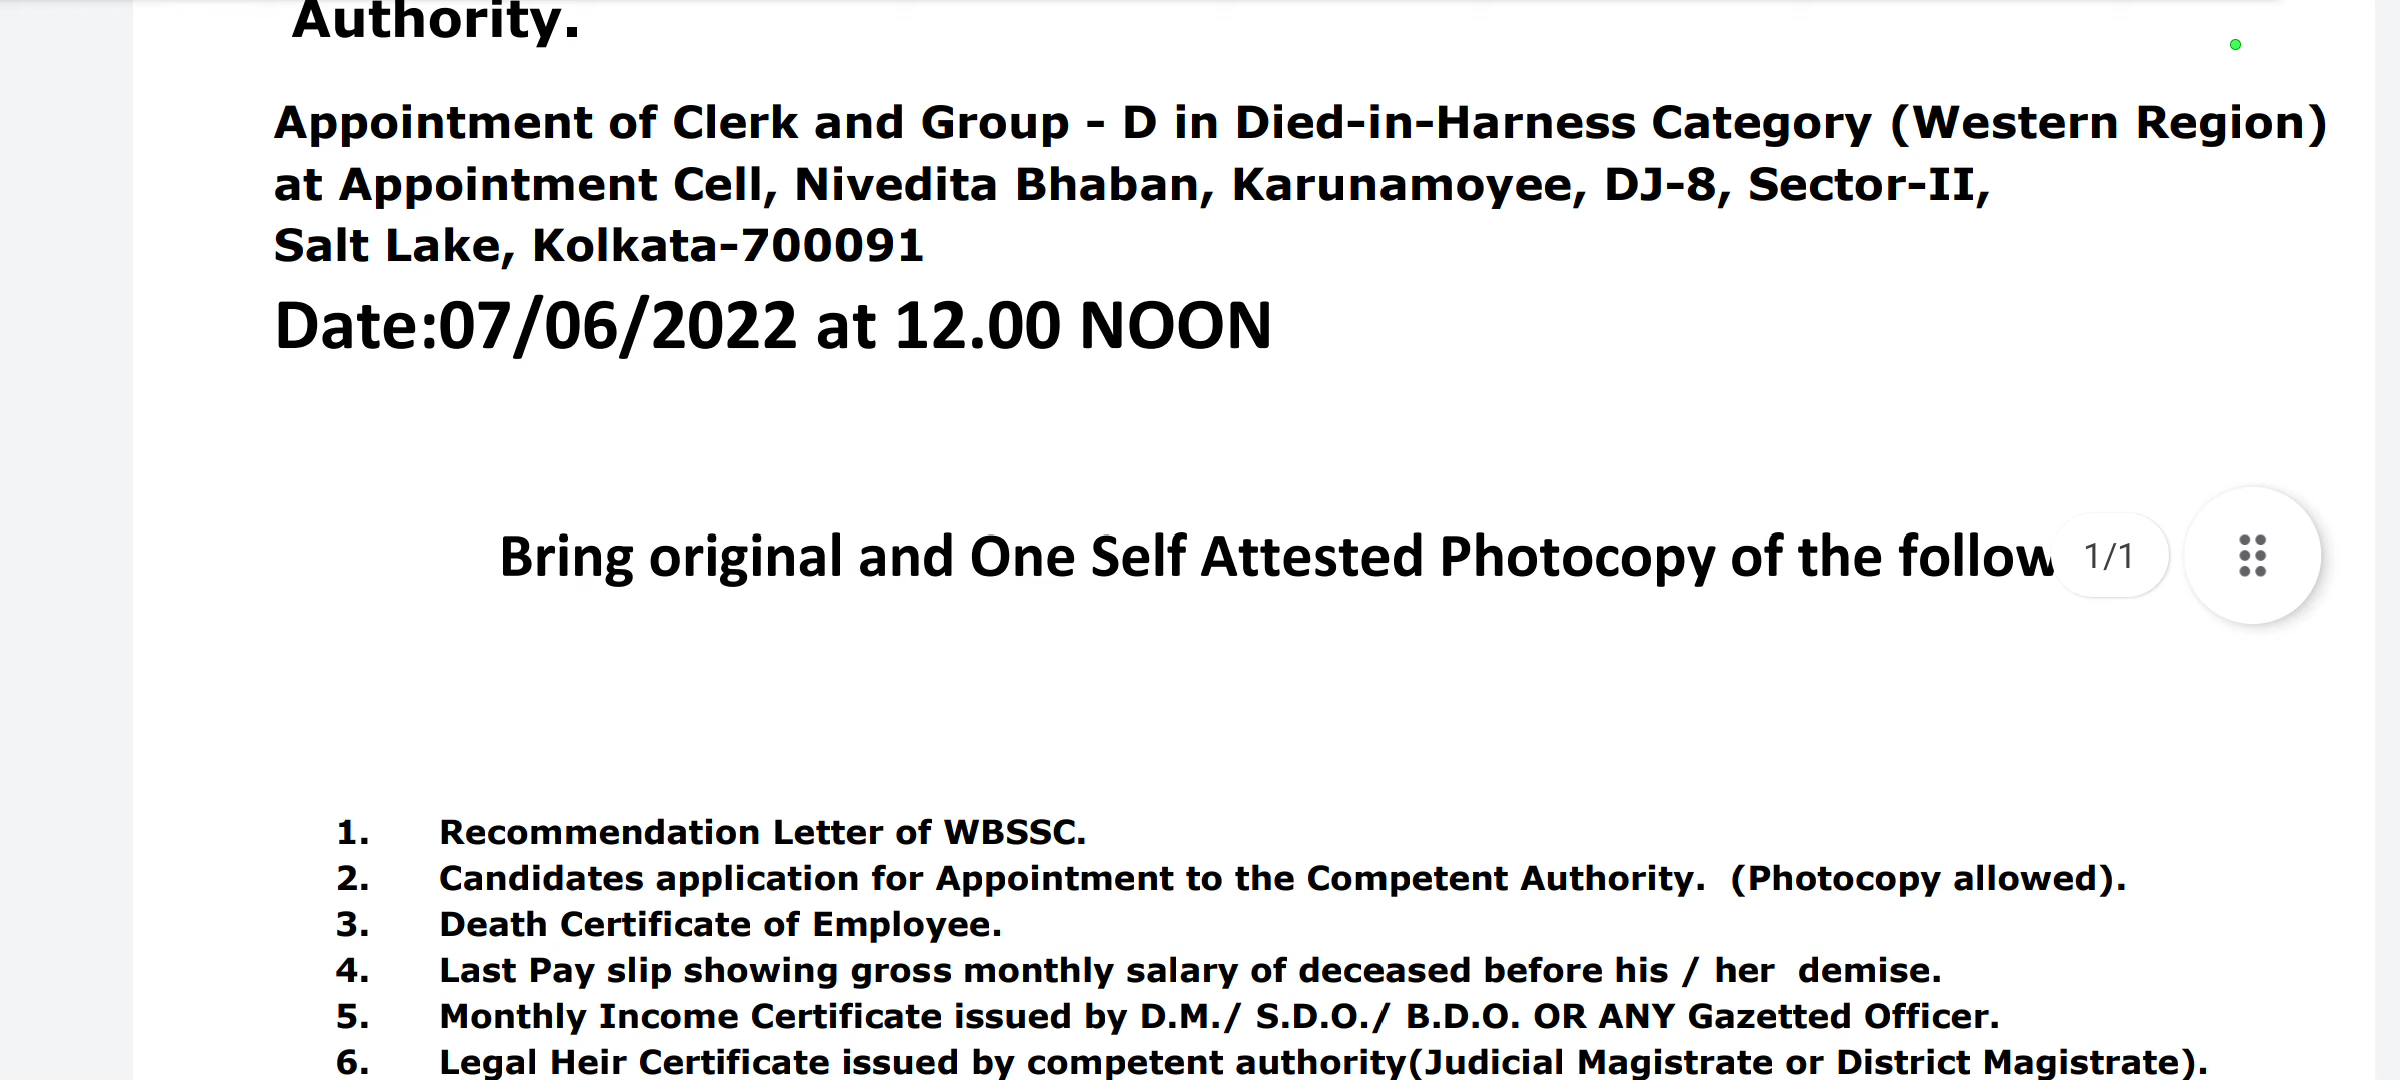 Authority.
Appointment of Clerk and Group - D in Died-in-Harness Category (Western Region)
at Appointment Cell, Nivedita Bhaban, Karunamoyee, DJ-8, Sector-II,
Salt Lake, Kolkata-700091
Date:07/06/2022 at 12.00 NOON
Bring original and One Self Attested Photocopy of the follow
1/1
1. Recommendation Letter of WBSSC.
2. Candidates application for Appointment to the Competent Authority. (Photocopy allowed).
3. Death Certificate of Employee.
4. Last Pay slip showing gross monthly salary of deceased before his / her demise.
5. Monthly Income Certificate issued by D.M./ S.D.O./ B.D.O. OR ANY Gazetted Officer.
6. Legal Heir Certificate issued by competent authority(Judicial Magistrate or District Magistrate).